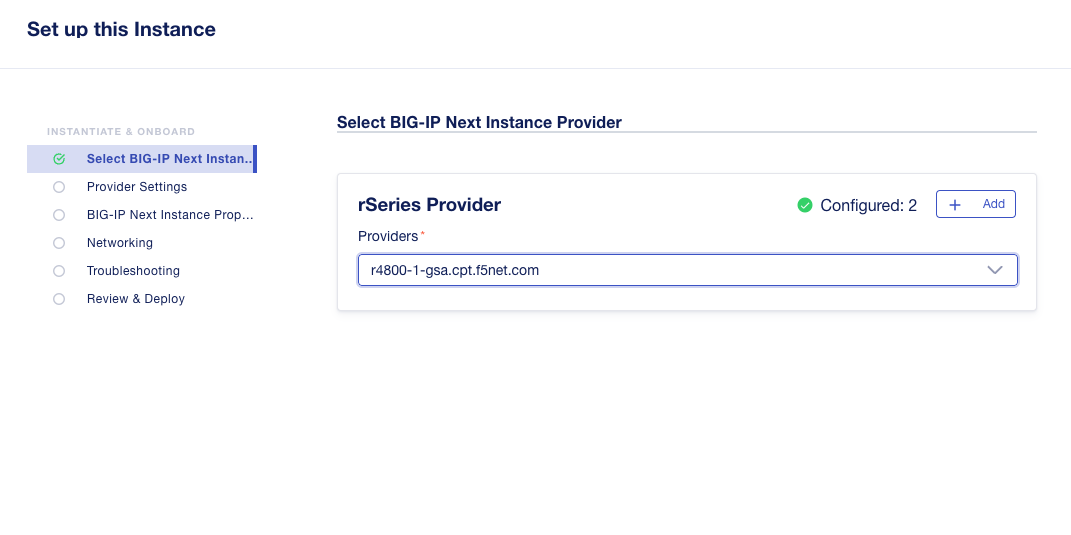 Set up this Instance
INSTANTIATE & ONBOARD
Select BIG-IP Next Instan...
Provider Settings
BIG-IP Next Instance Prop...
Networking
Troubleshooting
Review & Deploy
Select BIG-IP Next Instance Provider
rSeries Provider
Configured: 2
+ Add
Providers*
r4800-1-gsa.cpt.f5net.com